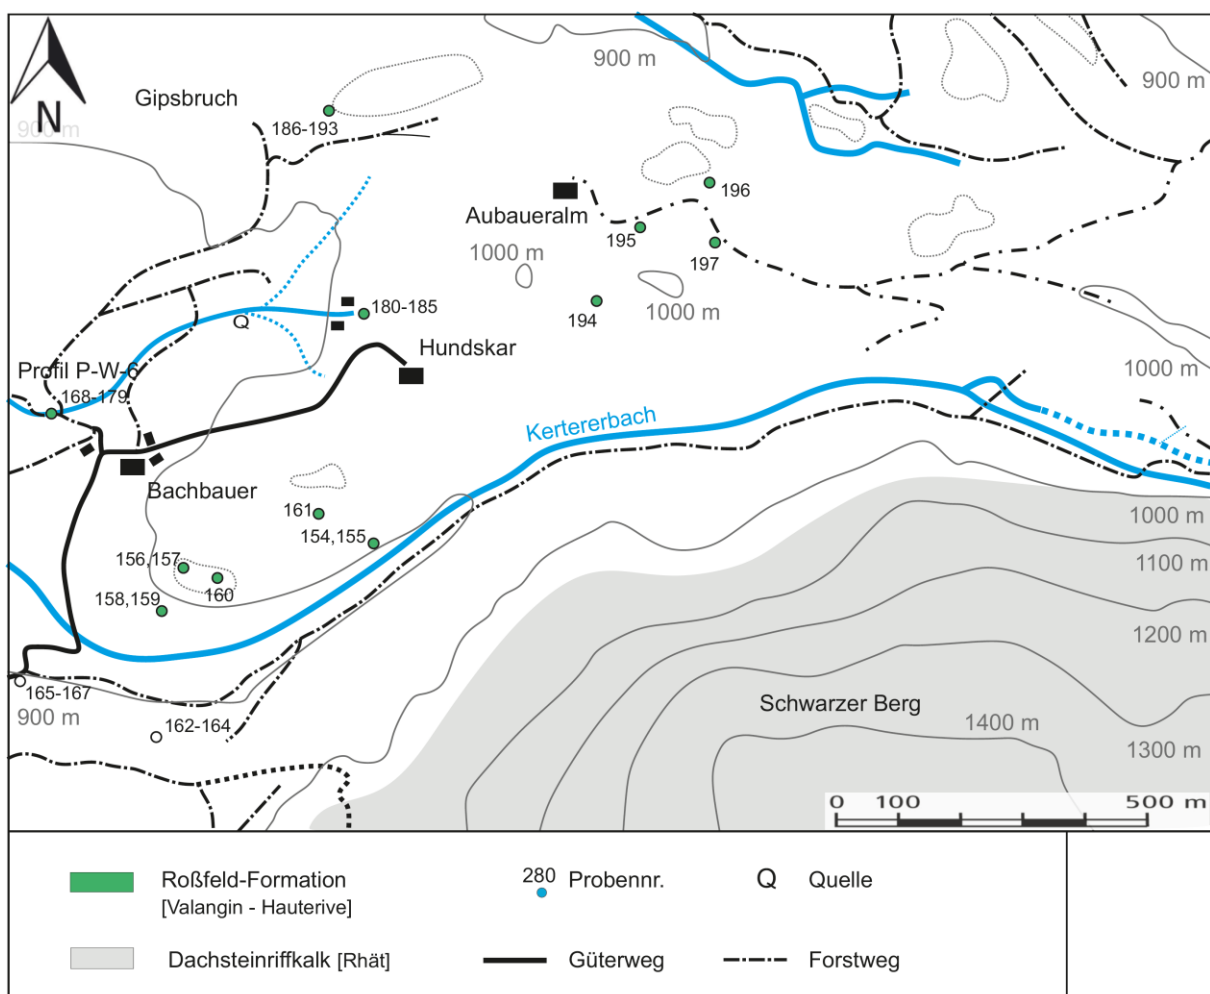 900 m
900 m
Gipsbruch
N
900 m
186-193
196
Aubaueralm
195
197
1000 m
180-185
194
1000 m
Q
Hundskar
Profil P-W-6
168-179
1000 m
Kertererbach
Bachbauer
161
154,155
1000 m
156,157
1100 m
158,159
160
1200 m
165-167
900 m
162-164
Schwarzer Berg
1400 m
1300 m
0 100 500 m
Roßfeld-Formation
[Valangin - Hauterive]
280 Probennr.
Q Quelle
Dachsteinriffkalk [Rhät]
Güterweg
Forstweg